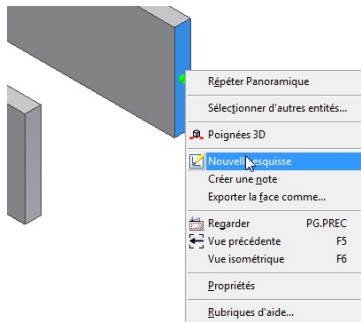 Répéter Panoramique
Sélectionner d'autres entités...
Poignées 3D
Nouvelle esquisse
Créer une note
Exporter la face comme...
Regarder PG.PREC
Vue précédente F5
Vue isométrique F6
Propriétés
Rubriques d'aide...